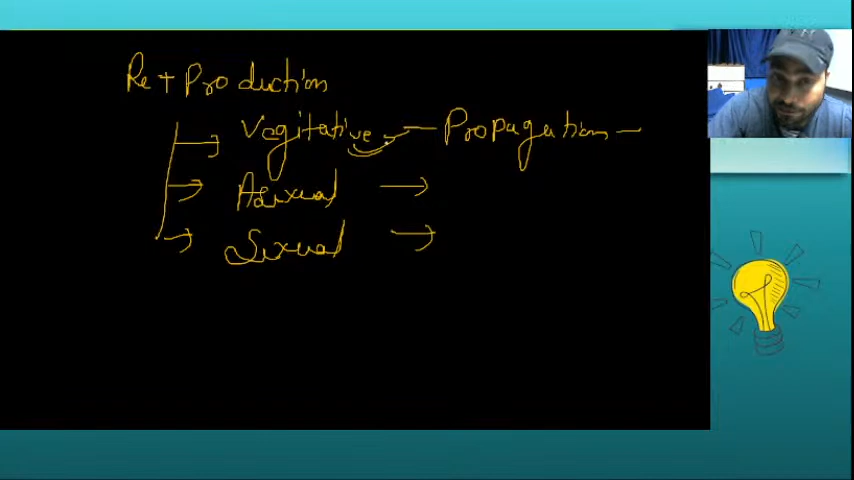 Re + Production
Vegitative - Propagation -
Asexual →
Sexual →